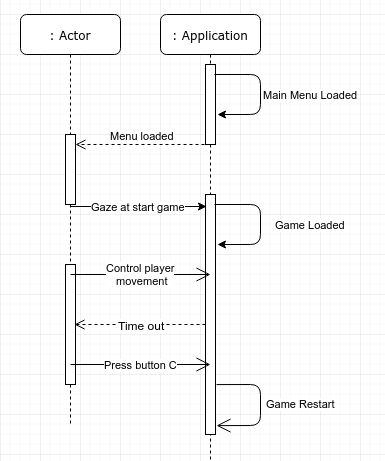 : Actor
: Application
Main Menu Loaded
Menu loaded
Gaze at start game
Game Loaded
Control player
movement
Time out
Press button C
Game Restart